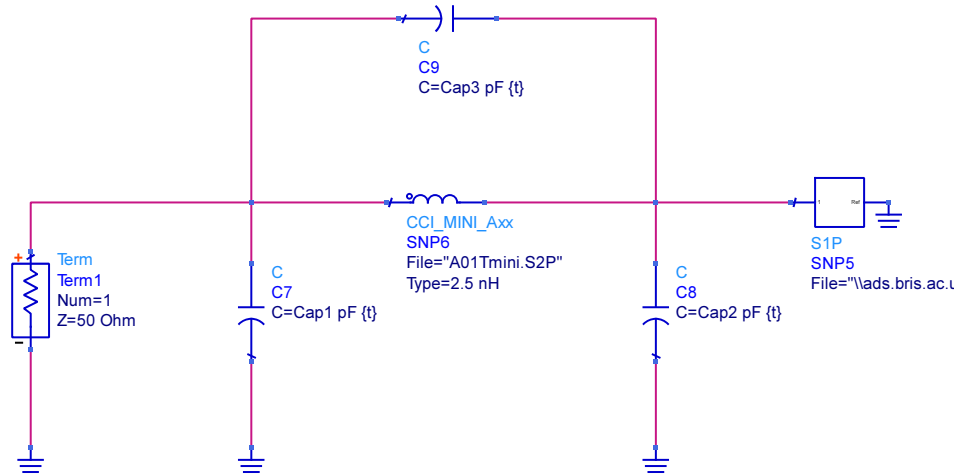 C
C9
C=Cap3 pF {t}
CCI_MINI_Axx
SNP6
File="A01Tmini.S2P"
Type=2.5 nH
1
Ref
S1P
SNP5
File="\\ads.bris.ac.u
+
Term
Term1
Num=1
Z=50 Ohm
-
C
C7
C=Cap1 pF {t}
C
C8
C=Cap2 pF {t}